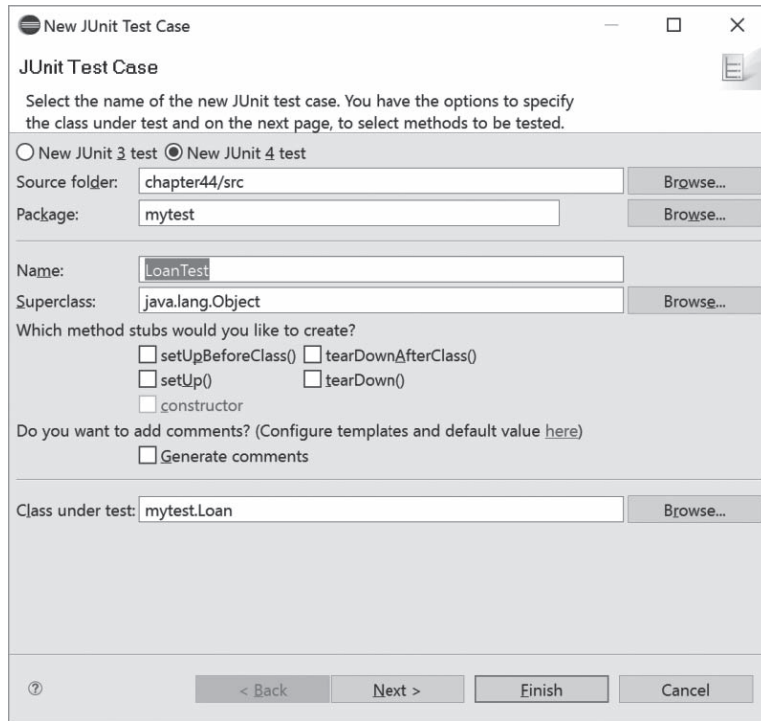 New JUnit Test Case
JUnit Test Case
Select the name of the new JUnit test case. You have the options to specify
the class under test and on the next page, to select methods to be tested.
New JUnit 3 test New JUnit 4 test
Source folder: chapter44/src Browse...
Package: mytest Browse...
Name: LoanTest
Superclass: java.lang.Object Browse...
Which method stubs would you like to create?
setUpBeforeClass() tearDownAfterClass()
setUp() tearDown()
constructor
Do you want to add comments? (Configure templates and default value here)
Generate comments
Class under test: mytest.Loan Browse...
? < Back Next > Finish Cancel